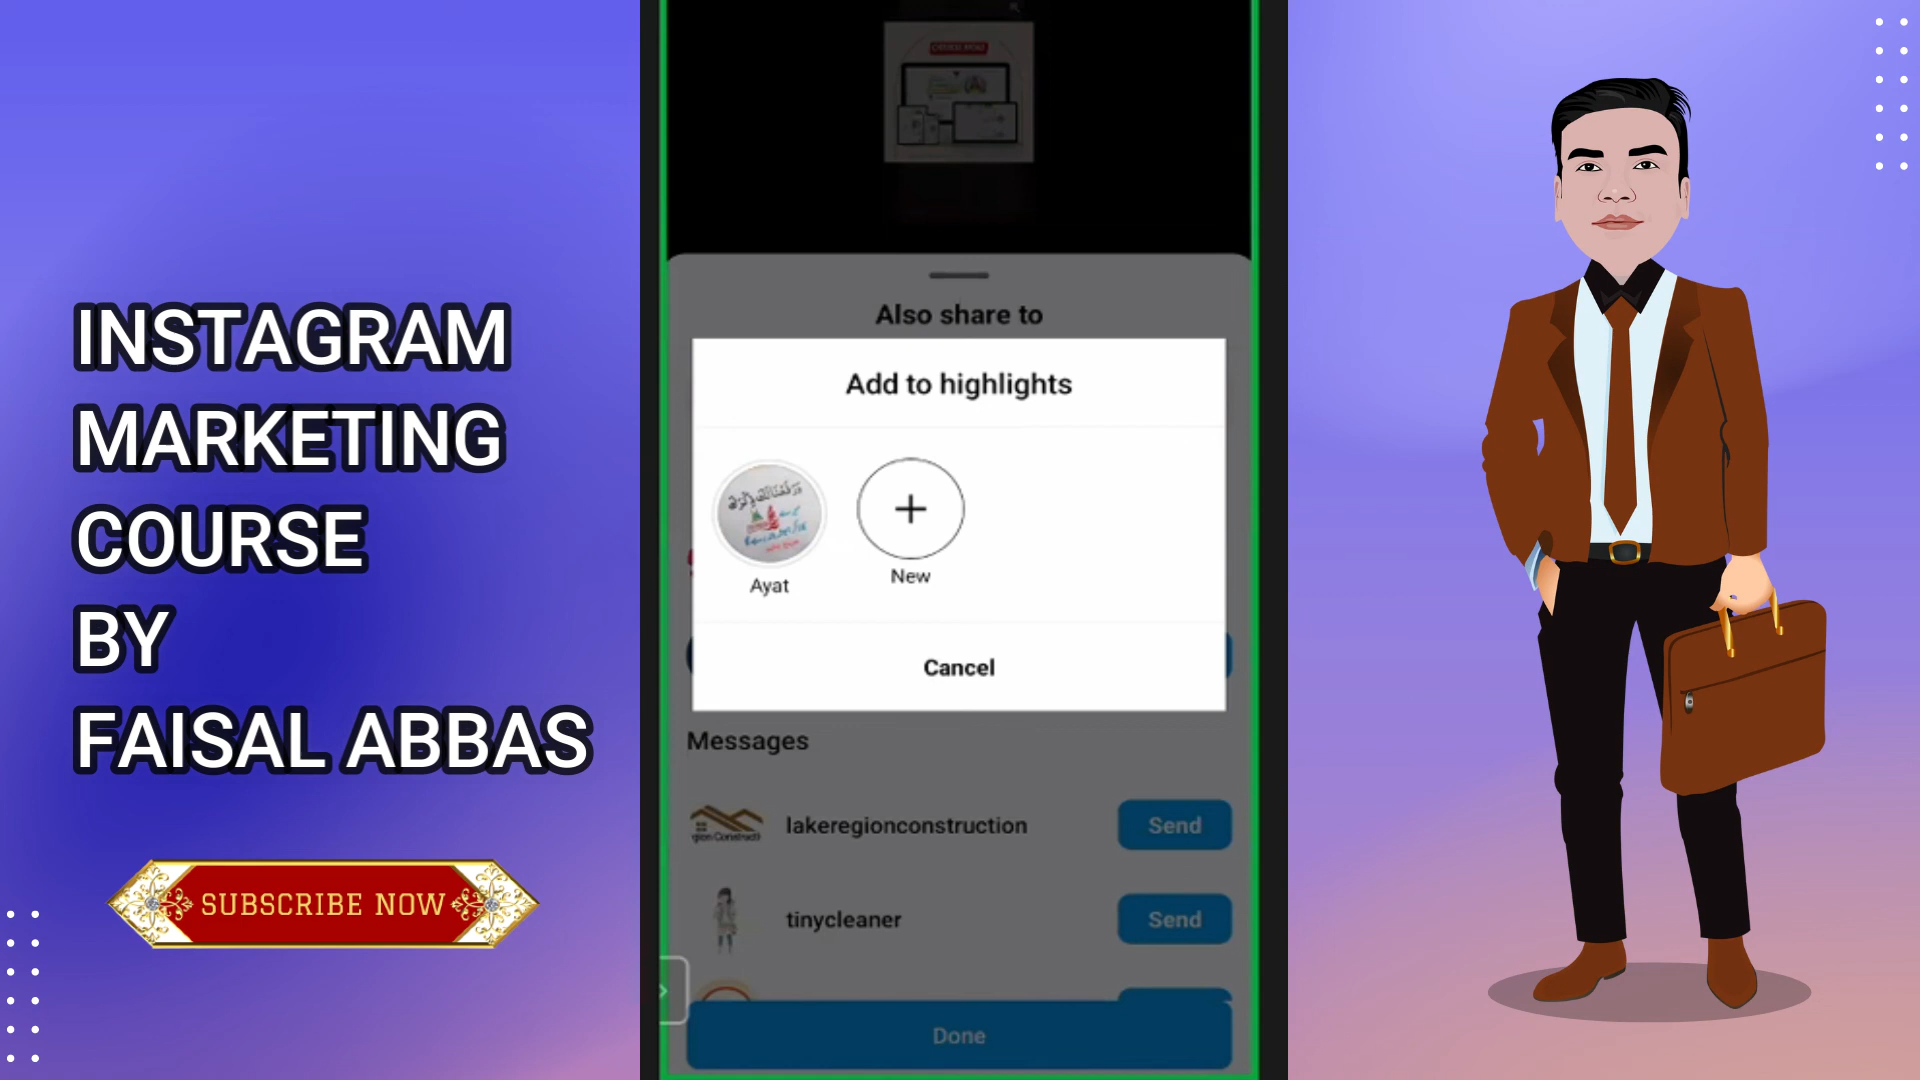 INSTAGRAM
MARKETING
COURSE
BY
FAISAL ABBAS
SUBSCRIBE NOW
Also share to
Add to highlights
Ayat
New
Cancel
Messages
lakeregionconstruction
Send
tinycleaner
Send
Done